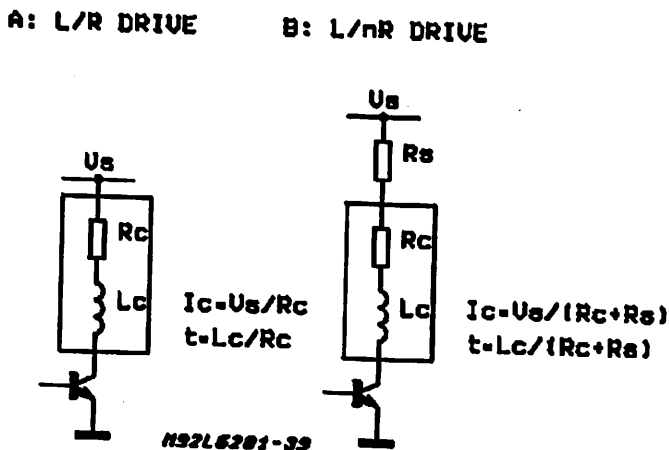 A: L/R DRIVE
B: L/nR DRIVE
Vs
Rc
Lc
Ic=Vs/Rc
t=Lc/Rc
Vs
Rs
Rc
Lc
Ic=Vs/(Rc+Rs)
t=Lc/(Rc+Rs)
M92L6201-39